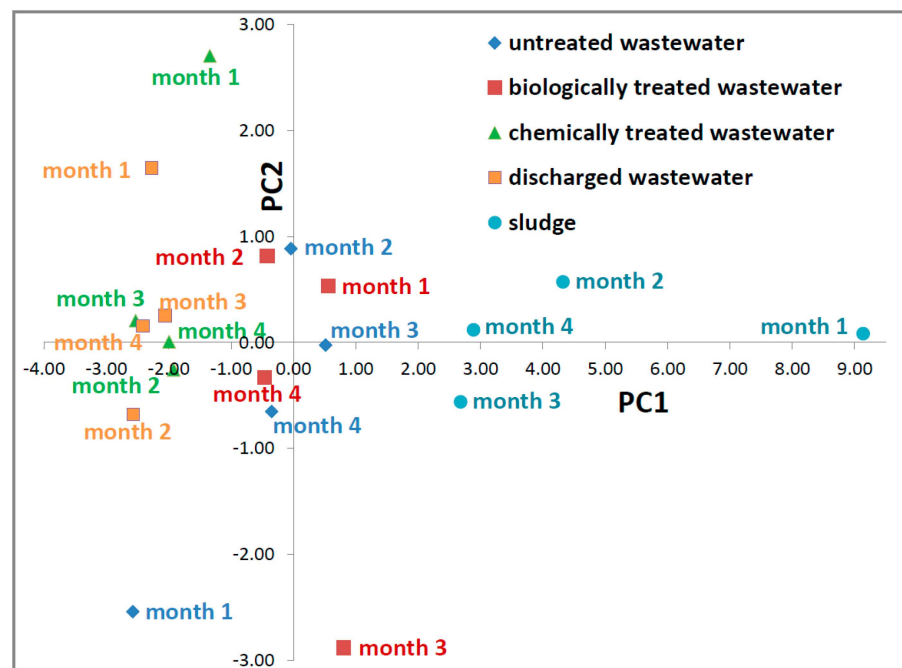 3.00
untreated wastewater
month 1
biologically treated wastewater
2.00
chemically treated wastewater
month 1
PC2
discharged wastewater
1.00
sludge
month 2
month 2
month 2
month 1
month 3
month 3
month 3
month 4
month 4
month 1
month 4
0.00
-4.00 -3.00 -2.00 -1.00 0.00 1.00 2.00 3.00 4.00 5.00 6.00 7.00 8.00 9.00
month 2
month 4
month 3
PC1
month 2
month 4
-1.00
-2.00
month 1
month 3
-3.00